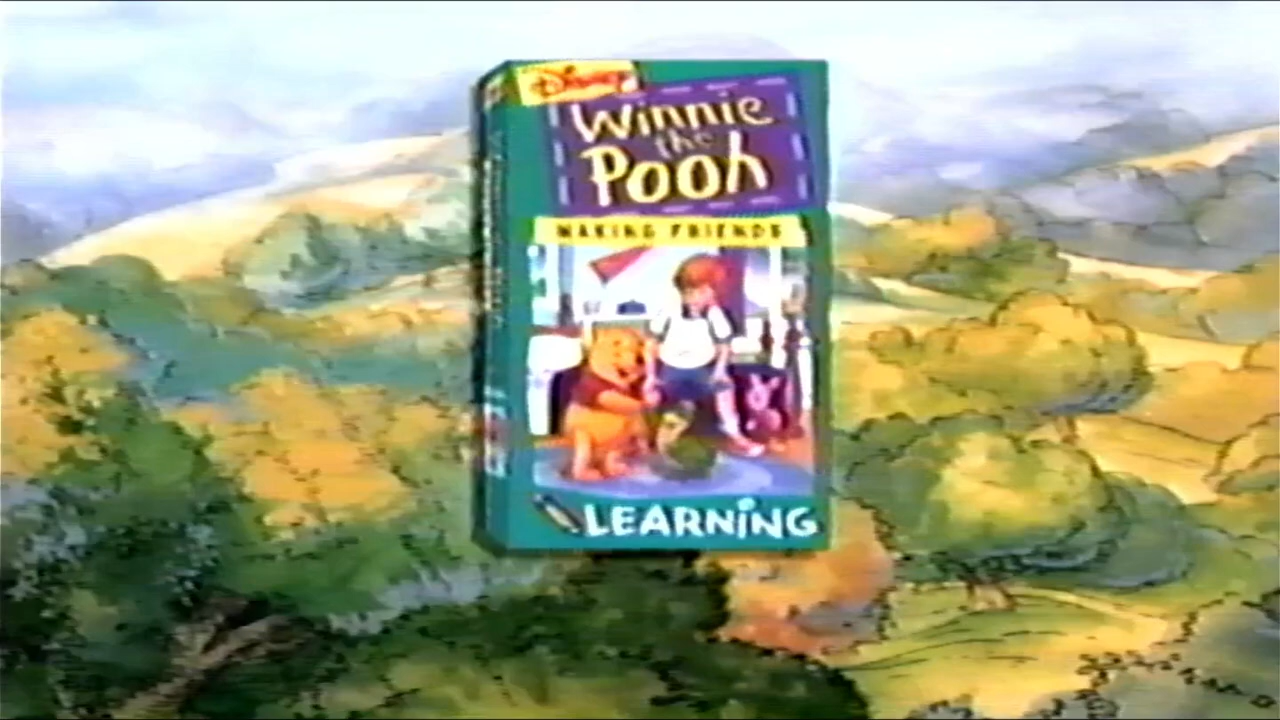 Disney
Winnie
the
Pooh
MAKING FRIENDS
LEARNING